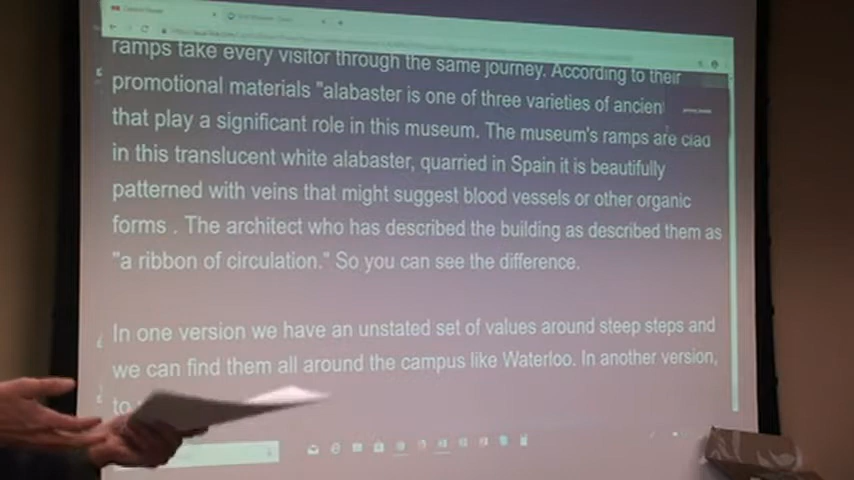 ramps take every visitor through the same journey. According to their
promotional materials "alabaster is one of three varieties of ancien
that play a significant role in this museum. The museum's ramps are clad
in this translucent white alabaster, quarried in Spain it is beautifully
patterned with veins that might suggest blood vessels or other organic
forms . The architect who has described the building as described them as
"a ribbon of circulation." So you can see the difference.
In one version we have an unstated set of values around steep steps and
we can find them all around the campus like Waterloo. In another version,
to